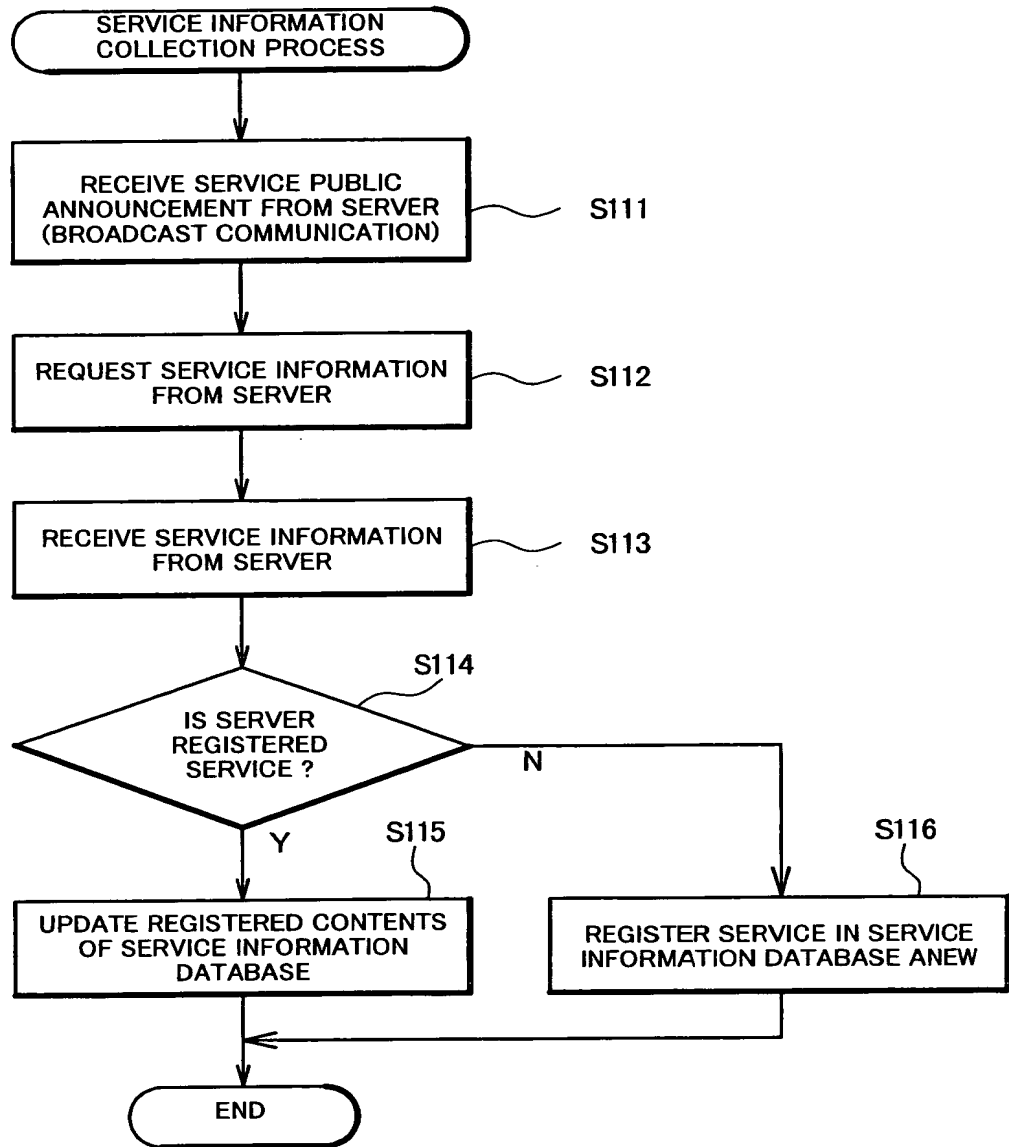 SERVICE INFORMATION
COLLECTION PROCESS
RECEIVE SERVICE PUBLIC
ANNOUNCEMENT FROM SERVER
(BROADCAST COMMUNICATION)
S111
REQUEST SERVICE INFORMATION
FROM SERVER
S112
RECEIVE SERVICE INFORMATION
FROM SERVER
S113
S114
IS SERVER
REGISTERED
SERVICE ?
N
Y
S115
S116
UPDATE REGISTERED CONTENTS
OF SERVICE INFORMATION
DATABASE
REGISTER SERVICE IN SERVICE
INFORMATION DATABASE ANEW
END